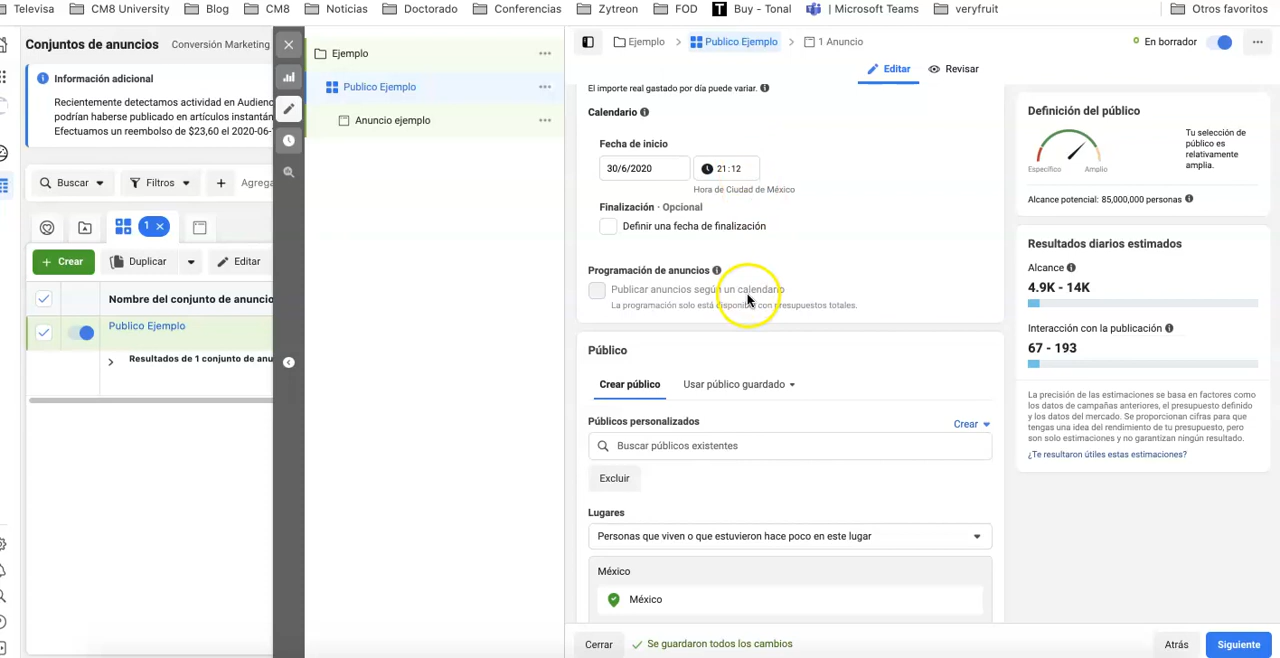 Televisa
CM8 University
Blog
CM8
Noticias
Doctorado
Conferencias
Zytreon
FOD
T
Buy - Tonal
| Microsoft Teams
veryfruit
Otros favoritos
Conjuntos de anuncios
Conversión Marketing
Información adicional
Recientemente detectamos actividad en Audienc
podrían haberse publicado en artículos instantán
Efectuamos un reembolso de $23,60 el 2020-06-
Buscar
Filtros
Agrega
1
Crear
Duplicar
Editar
Nombre del conjunto de anuncio
Publico Ejemplo
Resultados de 1 conjunto de anu
Ejemplo
Publico Ejemplo
Anuncio ejemplo
Ejemplo
Publico Ejemplo
1 Anuncio
En borrador
Editar
Revisar
El importe real gastado por día puede variar.
Calendario
Fecha de inicio
30/6/2020
21:12
Hora de Ciudad de México
Finalización · Opcional
Definir una fecha de finalización
Programación de anuncios
Publicar anuncios según un calendario
La programación solo está disponible con presupuestos totales.
Público
Crear público
Usar público guardado
Públicos personalizados
Crear
Buscar públicos existentes
Excluir
Lugares
Personas que viven o que estuvieron hace poco en este lugar
México
México
Cerrar
Se guardaron todos los cambios
Atrás
Siguiente
Definición del público
Específico
Amplio
Tu selección de
público es
relativamente
amplia.
Alcance potencial: 85,000,000 personas
Resultados diarios estimados
Alcance
4.9K - 14K
Interacción con la publicación
67 - 193
La precisión de las estimaciones se basa en factores como
los datos de campañas anteriores, el presupuesto definido
y los datos del mercado. Se proporcionan cifras para que
tengas una idea del rendimiento de tu presupuesto, pero
son solo estimaciones y no garantizan ningún resultado.
¿Te resultaron útiles estas estimaciones?